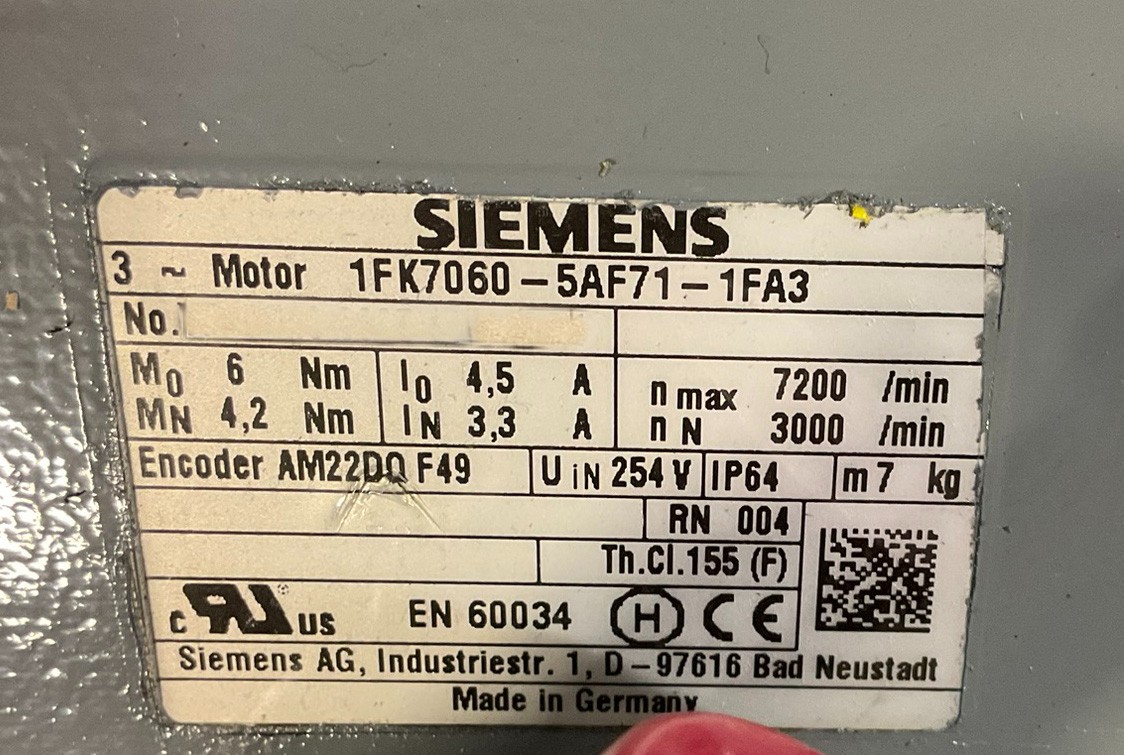 SIEMENS
3 ~ Motor 1FK7060-5AF71-1FA3
No.
M0 6 Nm I0 4,5 A n max 7200 /min
MN 4,2 Nm IN 3,3 A n N 3000 /min
Encoder AM22DQ F49 U iN 254 V IP64 m 7 kg
RN 004
Th.Cl.155 (F)
c RU us EN 60034 H CE
Siemens AG, Industriestr. 1, D-97616 Bad Neustadt
Made in Germany